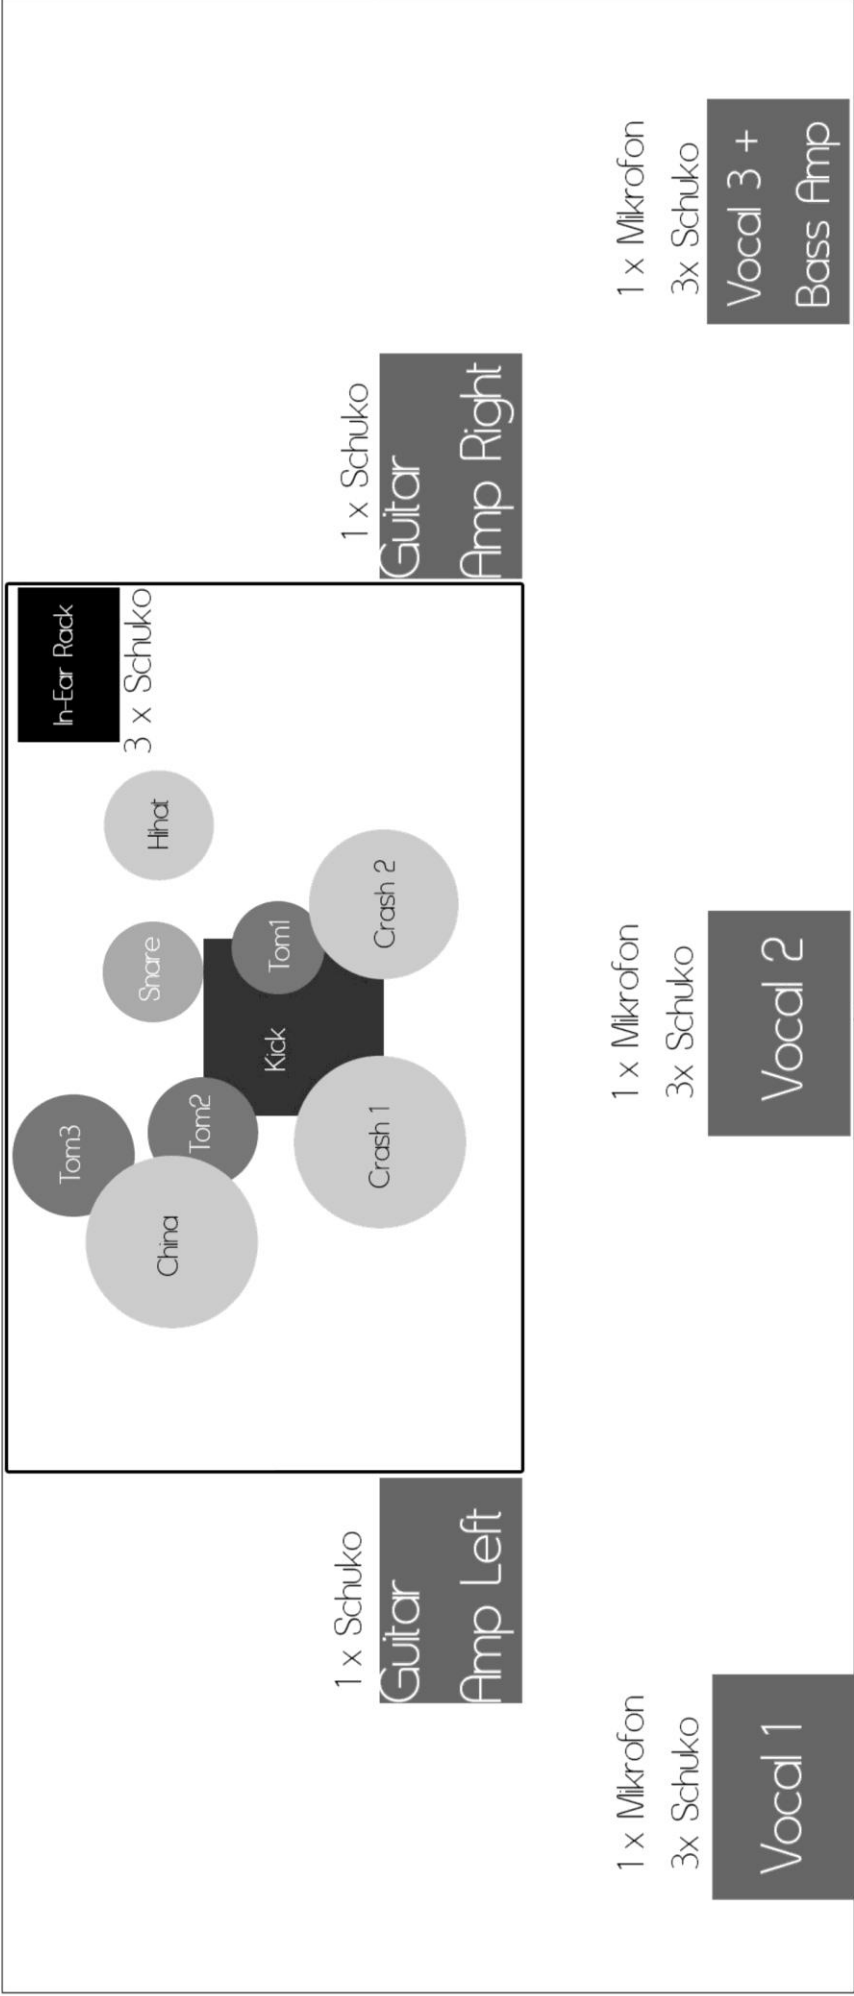 In-Ear Rack
3 x Schuko
Tom3
Snare
Hihat
China
Tom2
Kick
Tom1
Crash 1
Crash 2
1 x Schuko
Guitar
Amp Left
1 x Schuko
Guitar
Amp Right
1 x Mikrofon
3x Schuko
Vocal 1
1 x Mikrofon
3x Schuko
Vocal 2
1 x Mikrofon
3x Schuko
Vocal 3 +
Bass Amp